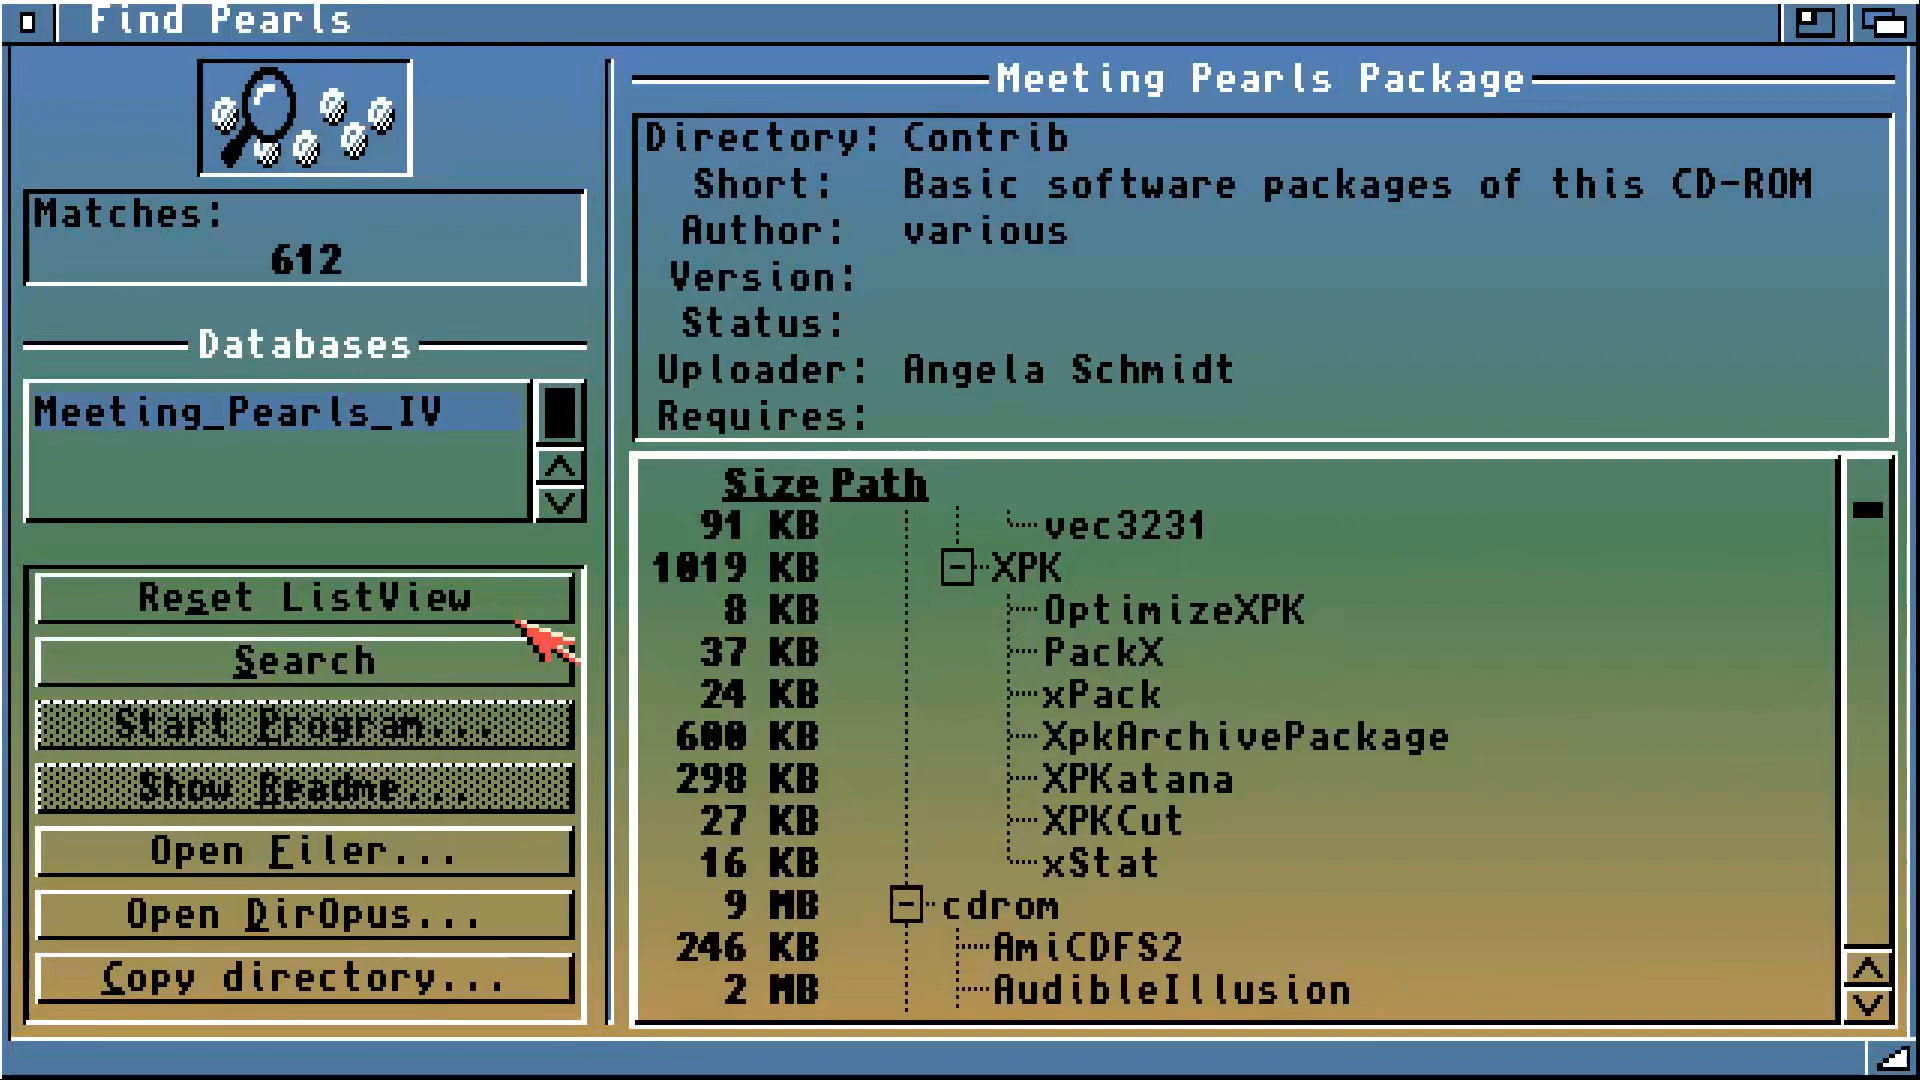 Find Pearls
Matches:
612
Databases
Meeting_Pearls_IV
Reset ListView
Search
Start Program...
Show Readme...
Open Filer...
Open DirOpus...
Copy directory...
Meeting Pearls Package
Directory: Contrib
Short: Basic software packages of this CD-ROM
Author: various
Version:
Status:
Uploader: Angela Schmidt
Requires:
Size Path
91 KB vec3231
1019 KB XPK
8 KB OptimizeXPK
37 KB PackX
24 KB xPack
600 KB XpkArchivePackage
298 KB XPKatana
27 KB XPKCut
16 KB xStat
9 MB cdrom
246 KB AmiCDFS2
2 MB AudibleIllusion